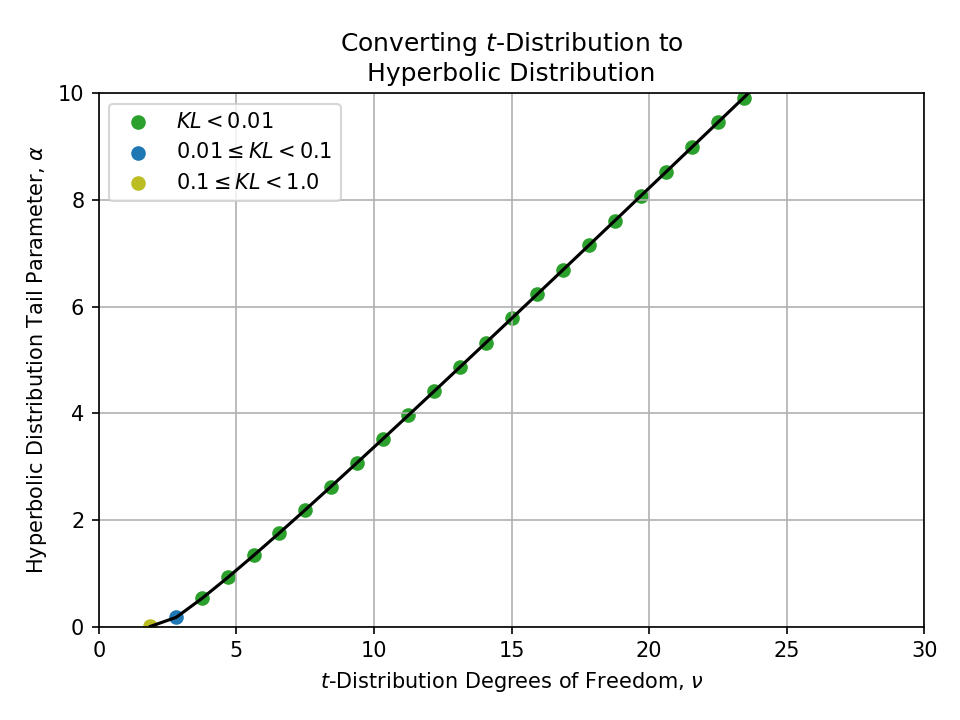 Converting t-Distribution to
Hyperbolic Distribution
KL < 0.01
0.01 ≤ KL < 0.1
0.1 ≤ KL < 1.0
Hyperbolic Distribution Tail Parameter, α
10
8
6
4
2
0
0 5 10 15 20 25 30
t-Distribution Degrees of Freedom, ν